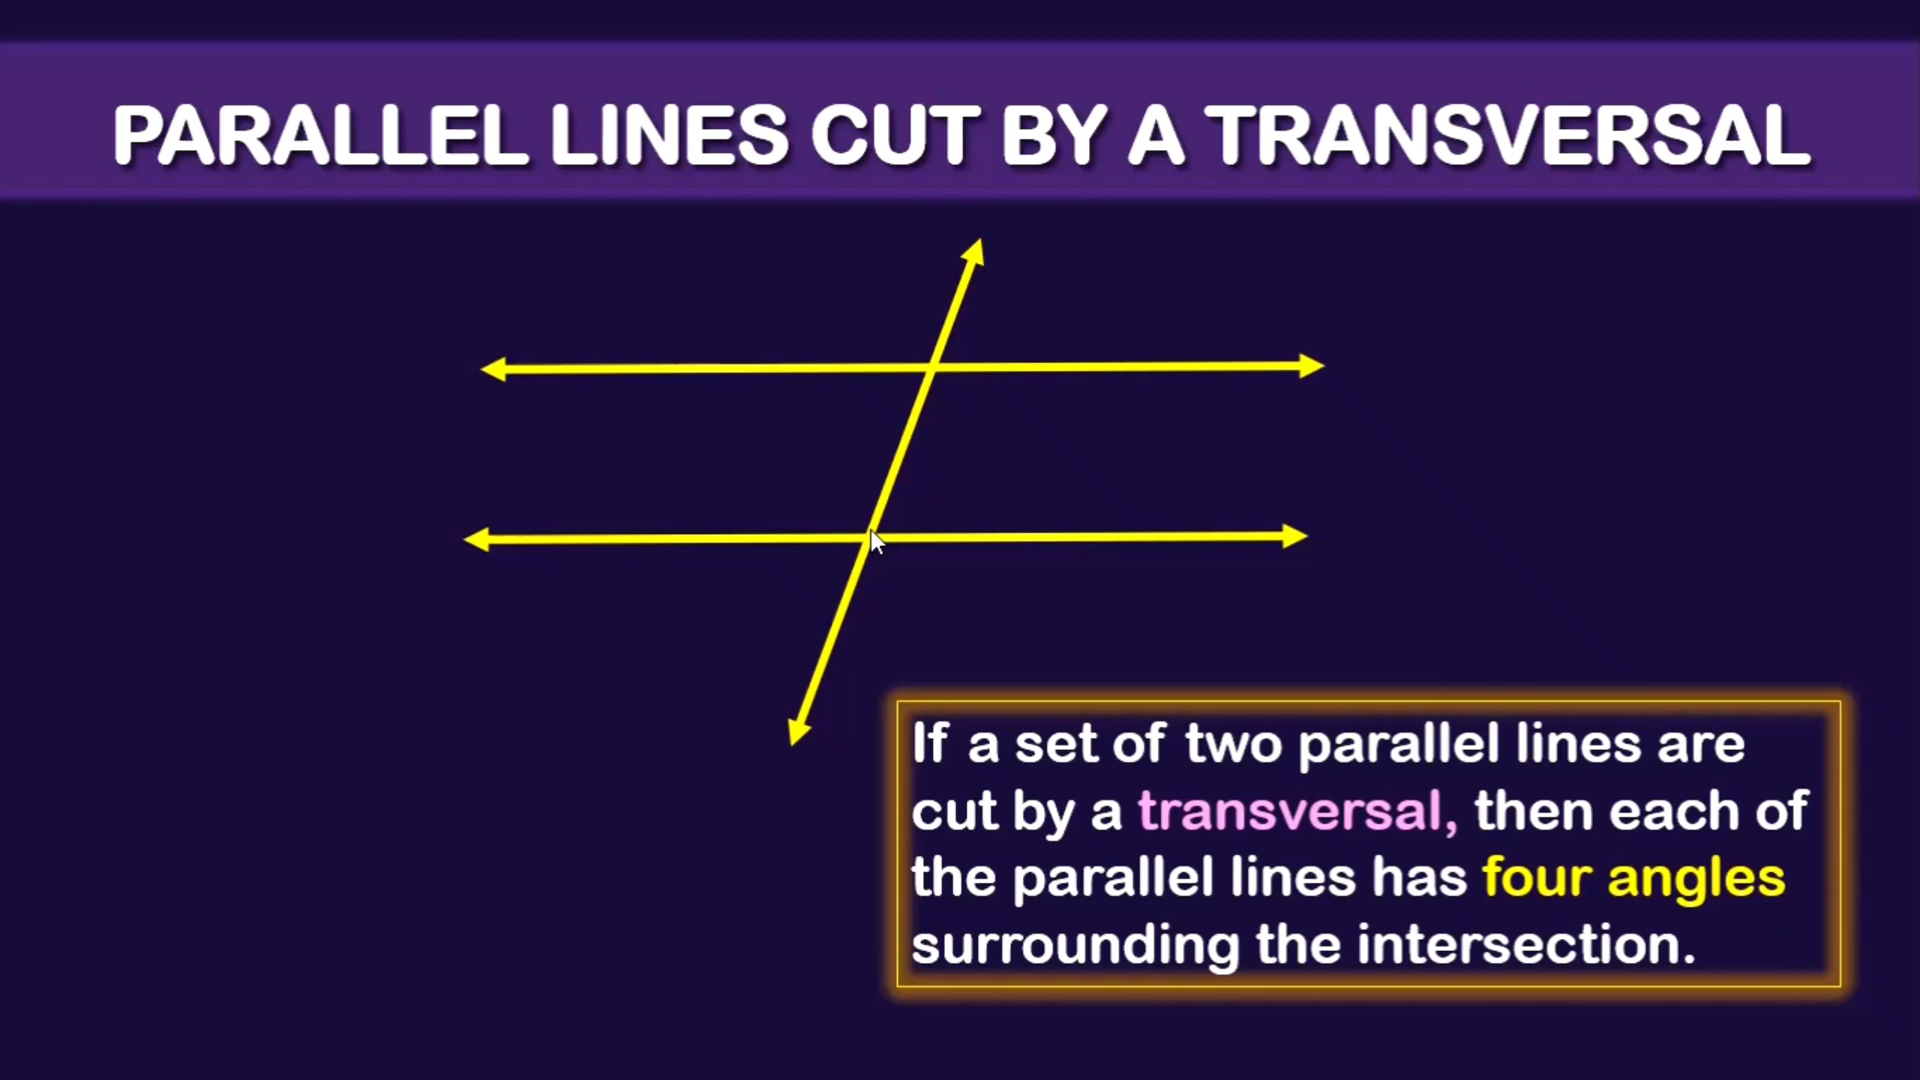 PARALLEL LINES CUT BY A TRANSVERSAL
If a set of two parallel lines are
cut by a transversal, then each of
the parallel lines has four angles
surrounding the intersection.